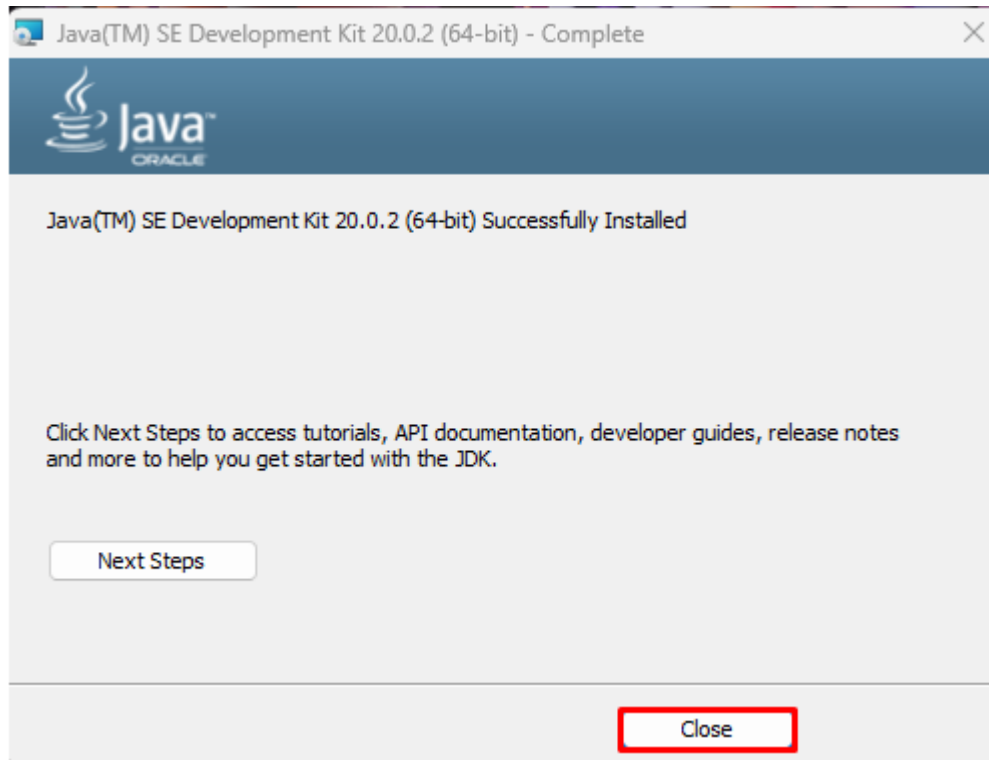 Java(TM) SE Development Kit 20.0.2 (64-bit) - Complete
Java™
ORACLE
Java(TM) SE Development Kit 20.0.2 (64-bit) Successfully Installed
Click Next Steps to access tutorials, API documentation, developer guides, release notes
and more to help you get started with the JDK.
Next Steps
Close